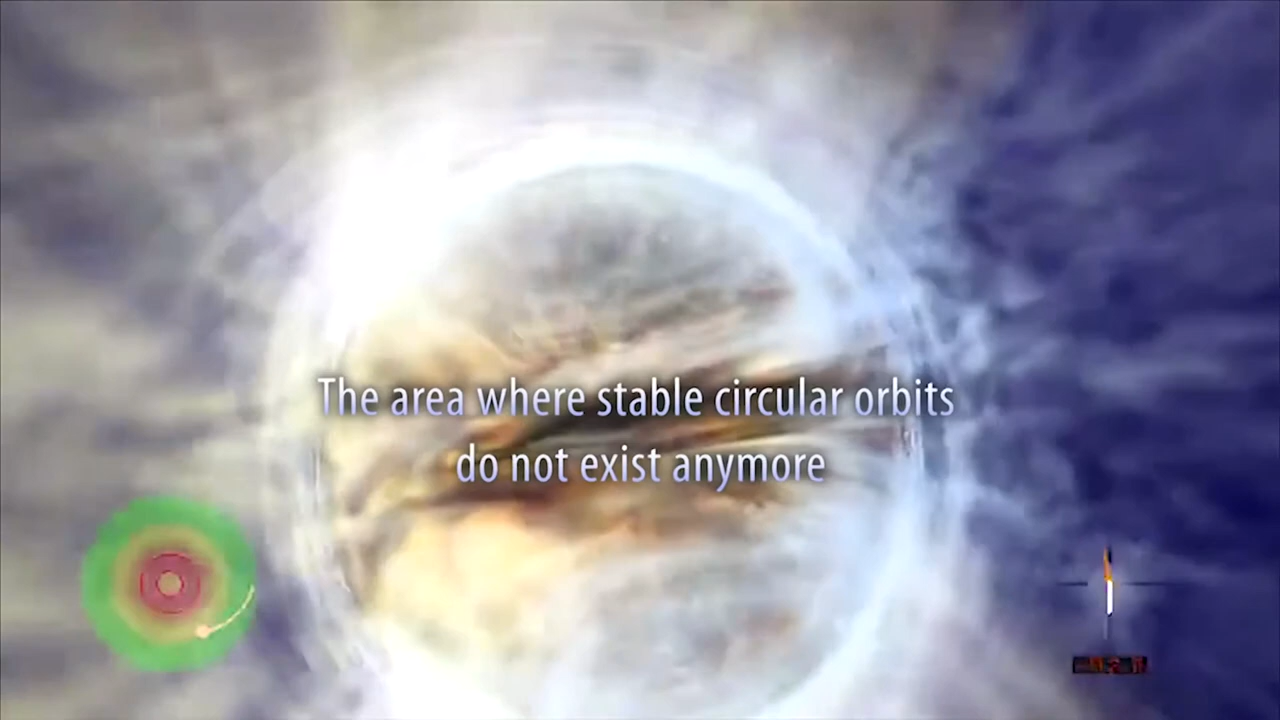 The area where stable circular orbits
do not exist anymore